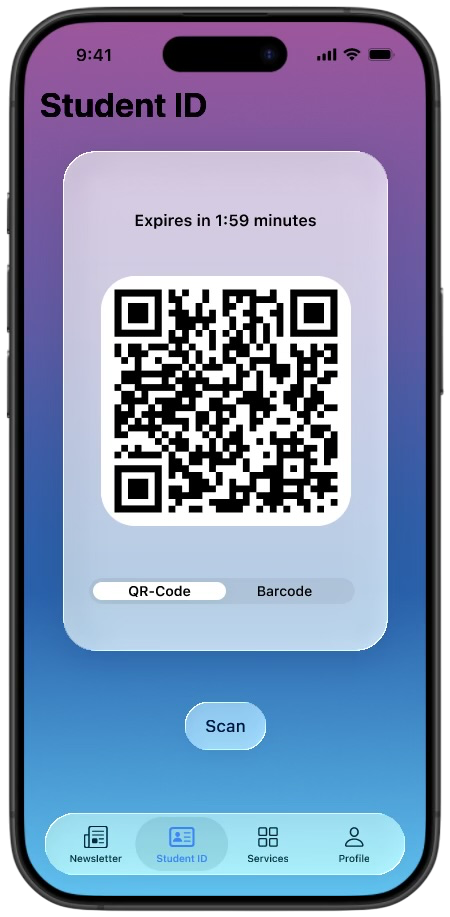 9:41
Student ID
Expires in 1:59 minutes
QR-Code Barcode
Scan
Newsletter Student ID Services Profile